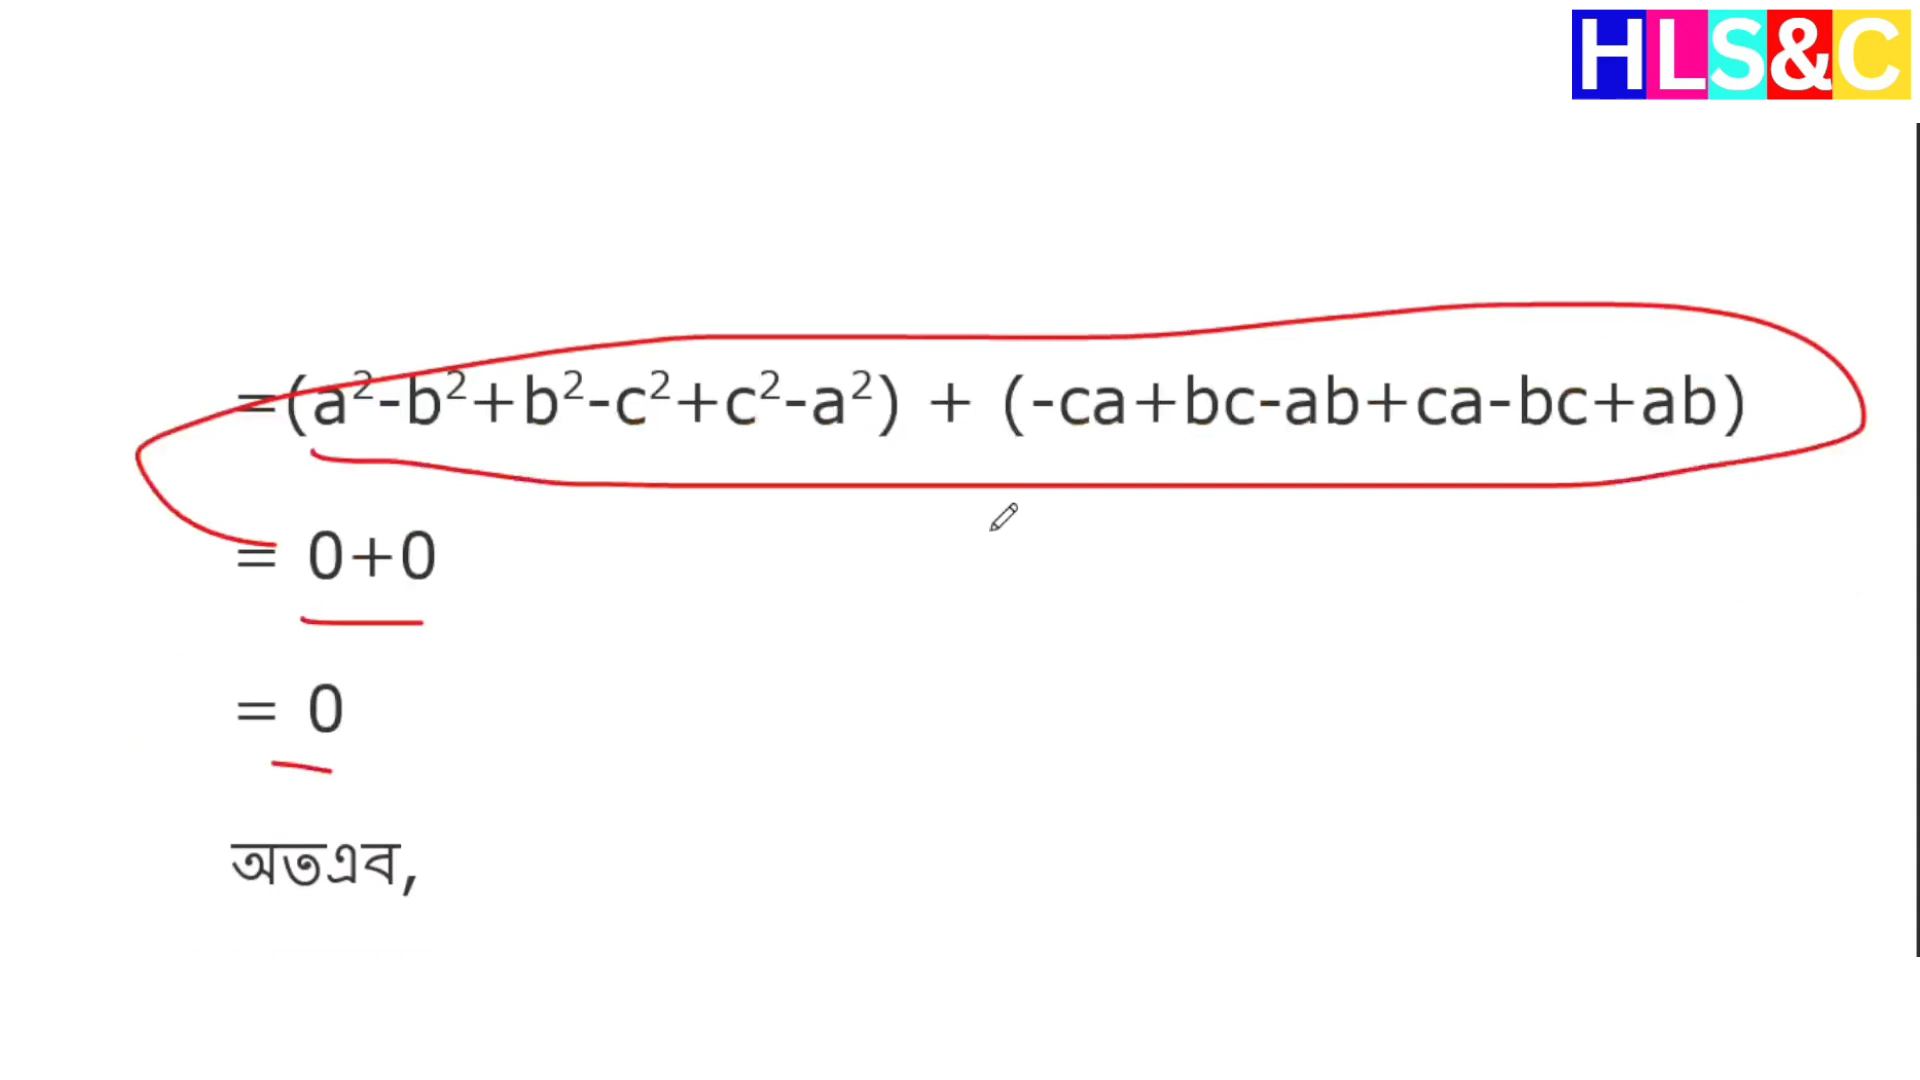 HLS&C
=(a²-b²+b²-c²+c²-a²) + (-ca+bc-ab+ca-bc+ab)
= 0+0
= 0
অতএব,